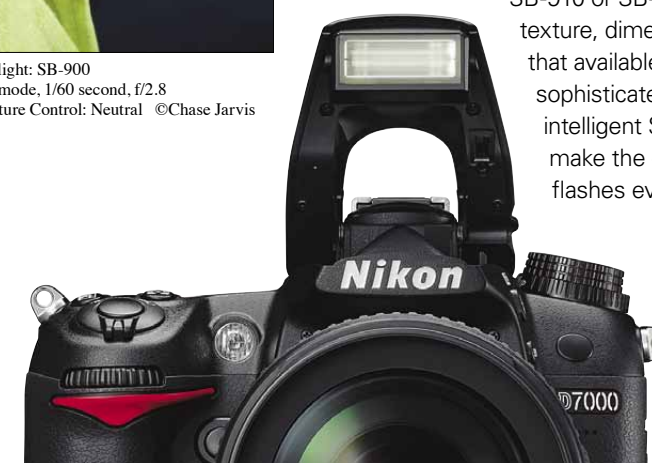 light: SB-900
mode, 1/60 second, f/2.8
ture Control: Neutral ©Chase Jarvis
SB-910 or SB-
texture, dime
that available
sophisticate
intelligent S
make the
flashes ev
Nikon
D7000